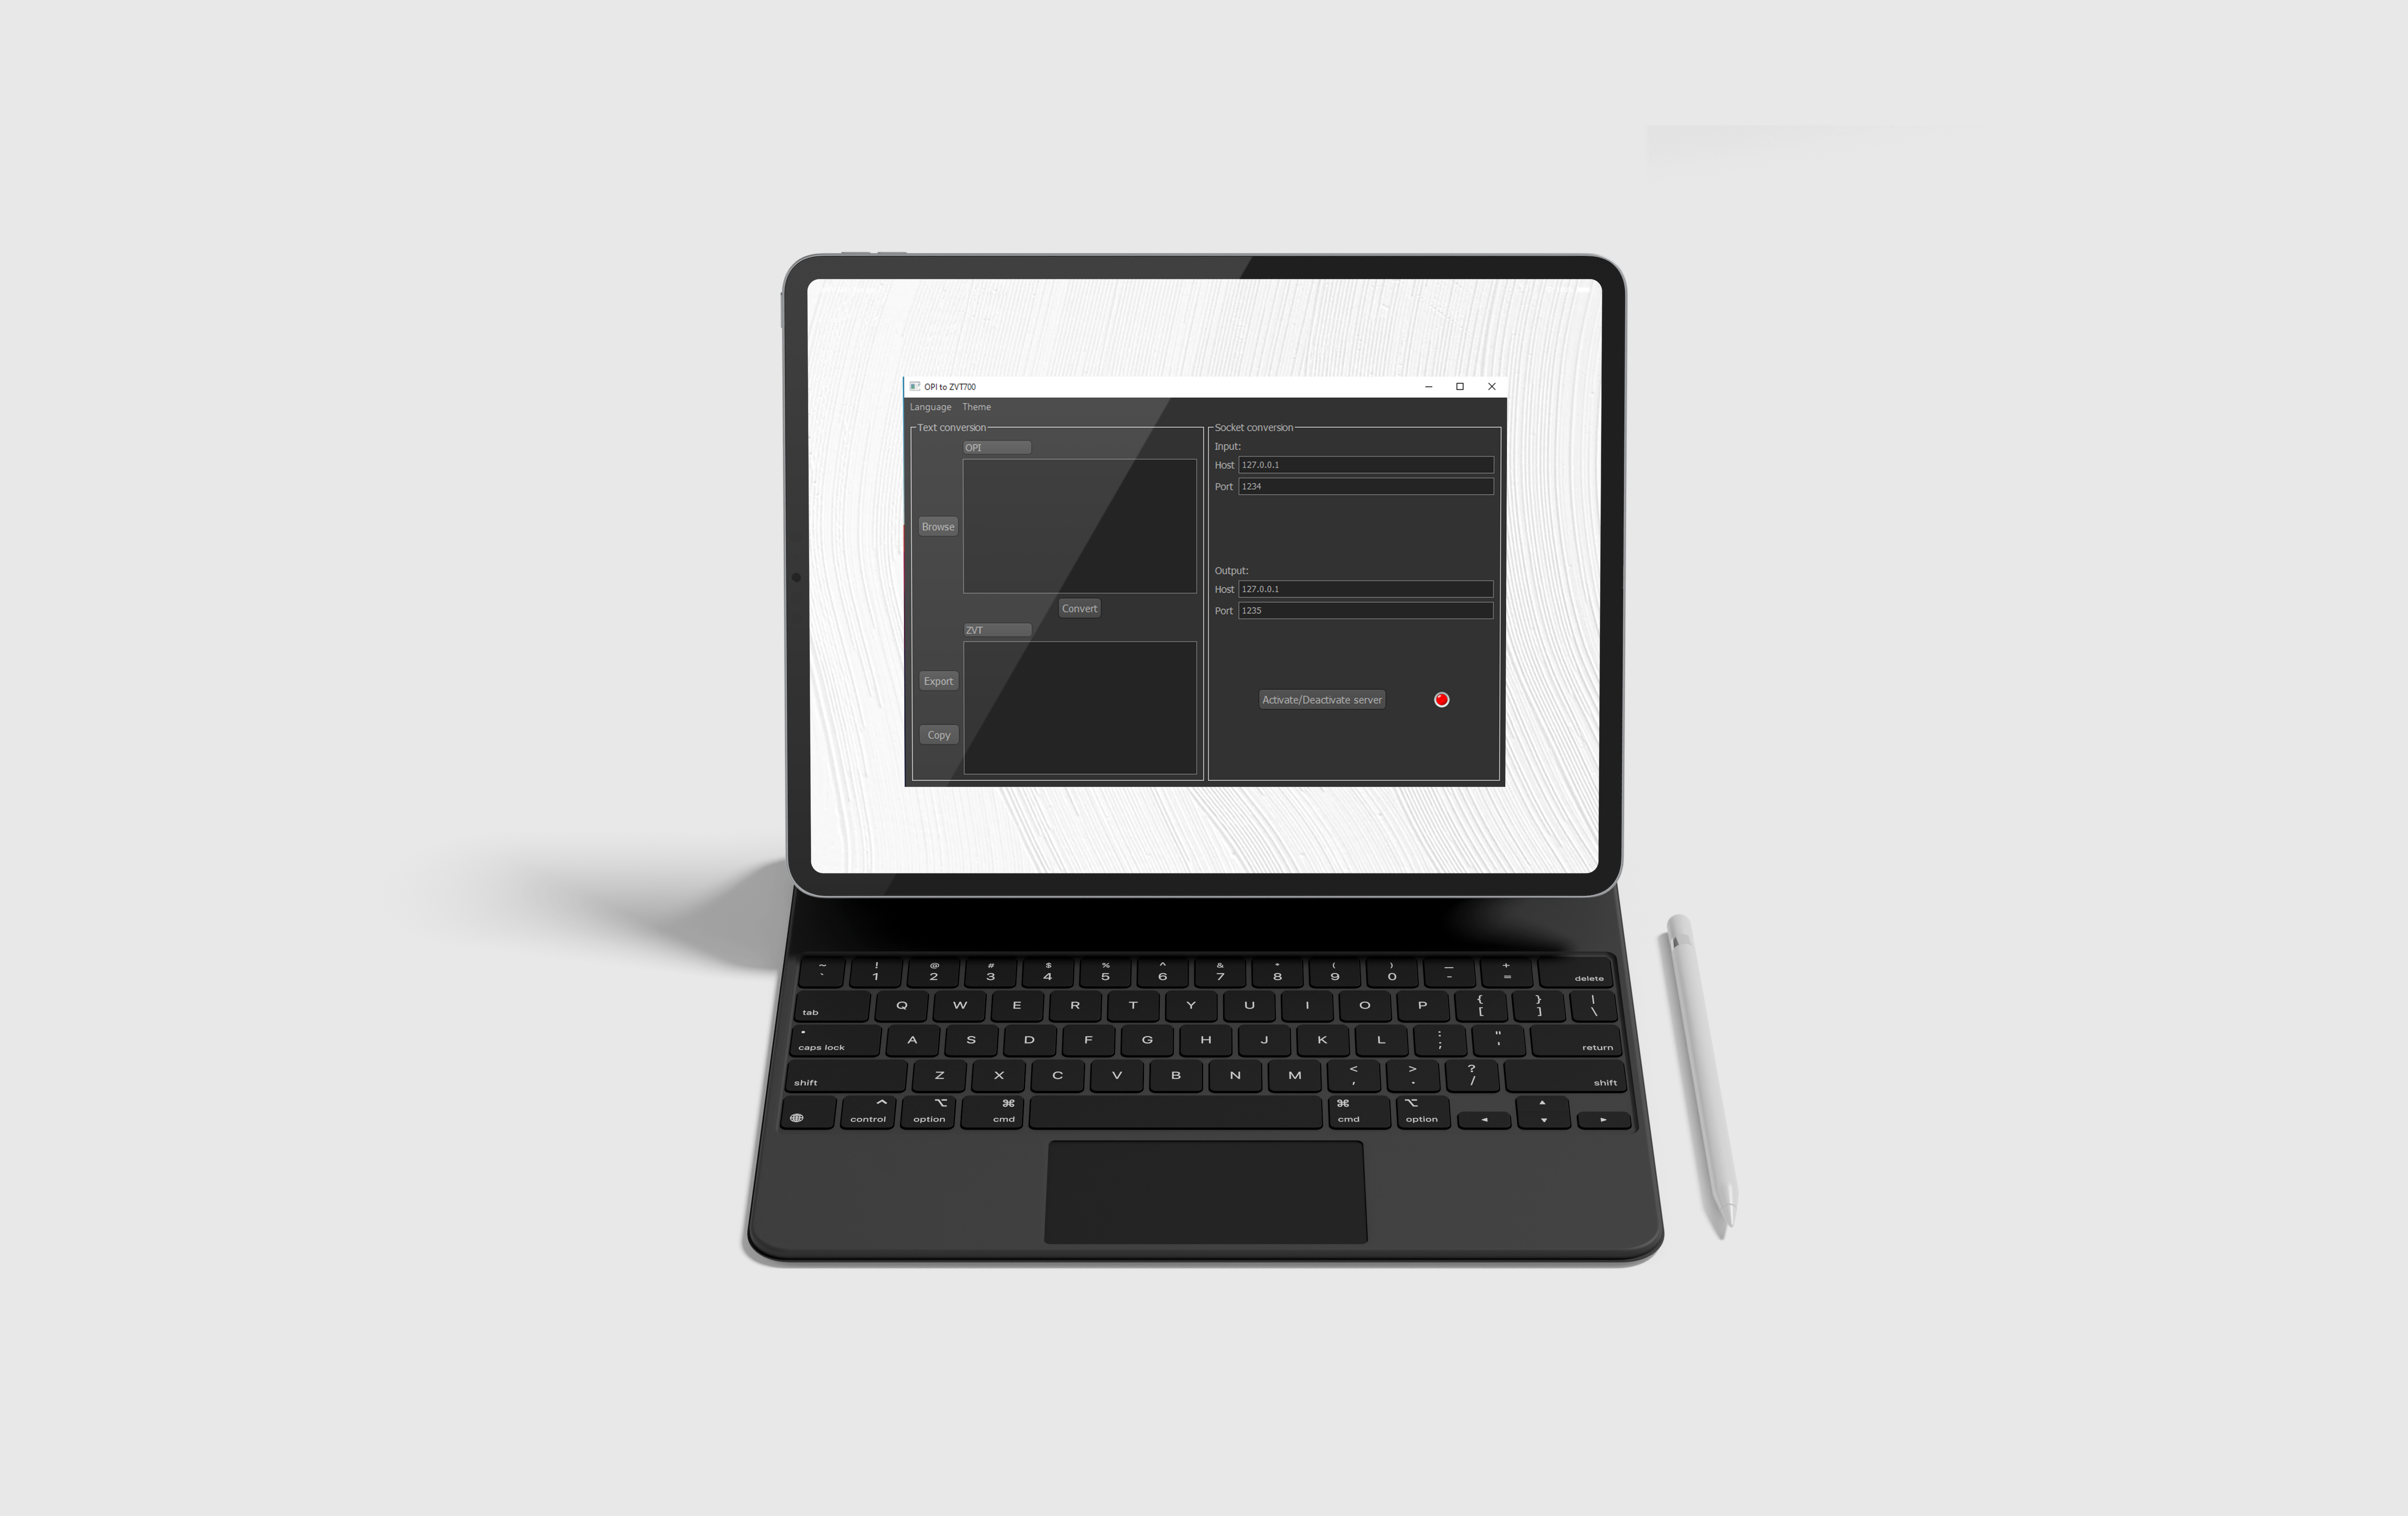 OPI to ZVT700
Language Theme
Text conversion
OPI
Browse
Convert
ZVT
Export
Copy
Socket conversion
Input:
Host 127.0.0.1
Port 1234
Output:
Host 127.0.0.1
Port 1235
Activate/Deactivate server
~ ! @ # $ % ^ & * ( ) _ +
` 1 2 3 4 5 6 7 8 9 0 - = delete
tab Q W E R T Y U I O P { [ } ] | \
caps lock A S D F G H J K L : ; " ' return
shift Z X C V B N M < , > . ? / shift
^ ⌥ ⌘ ⌘ ⌥
control option cmd cmd option